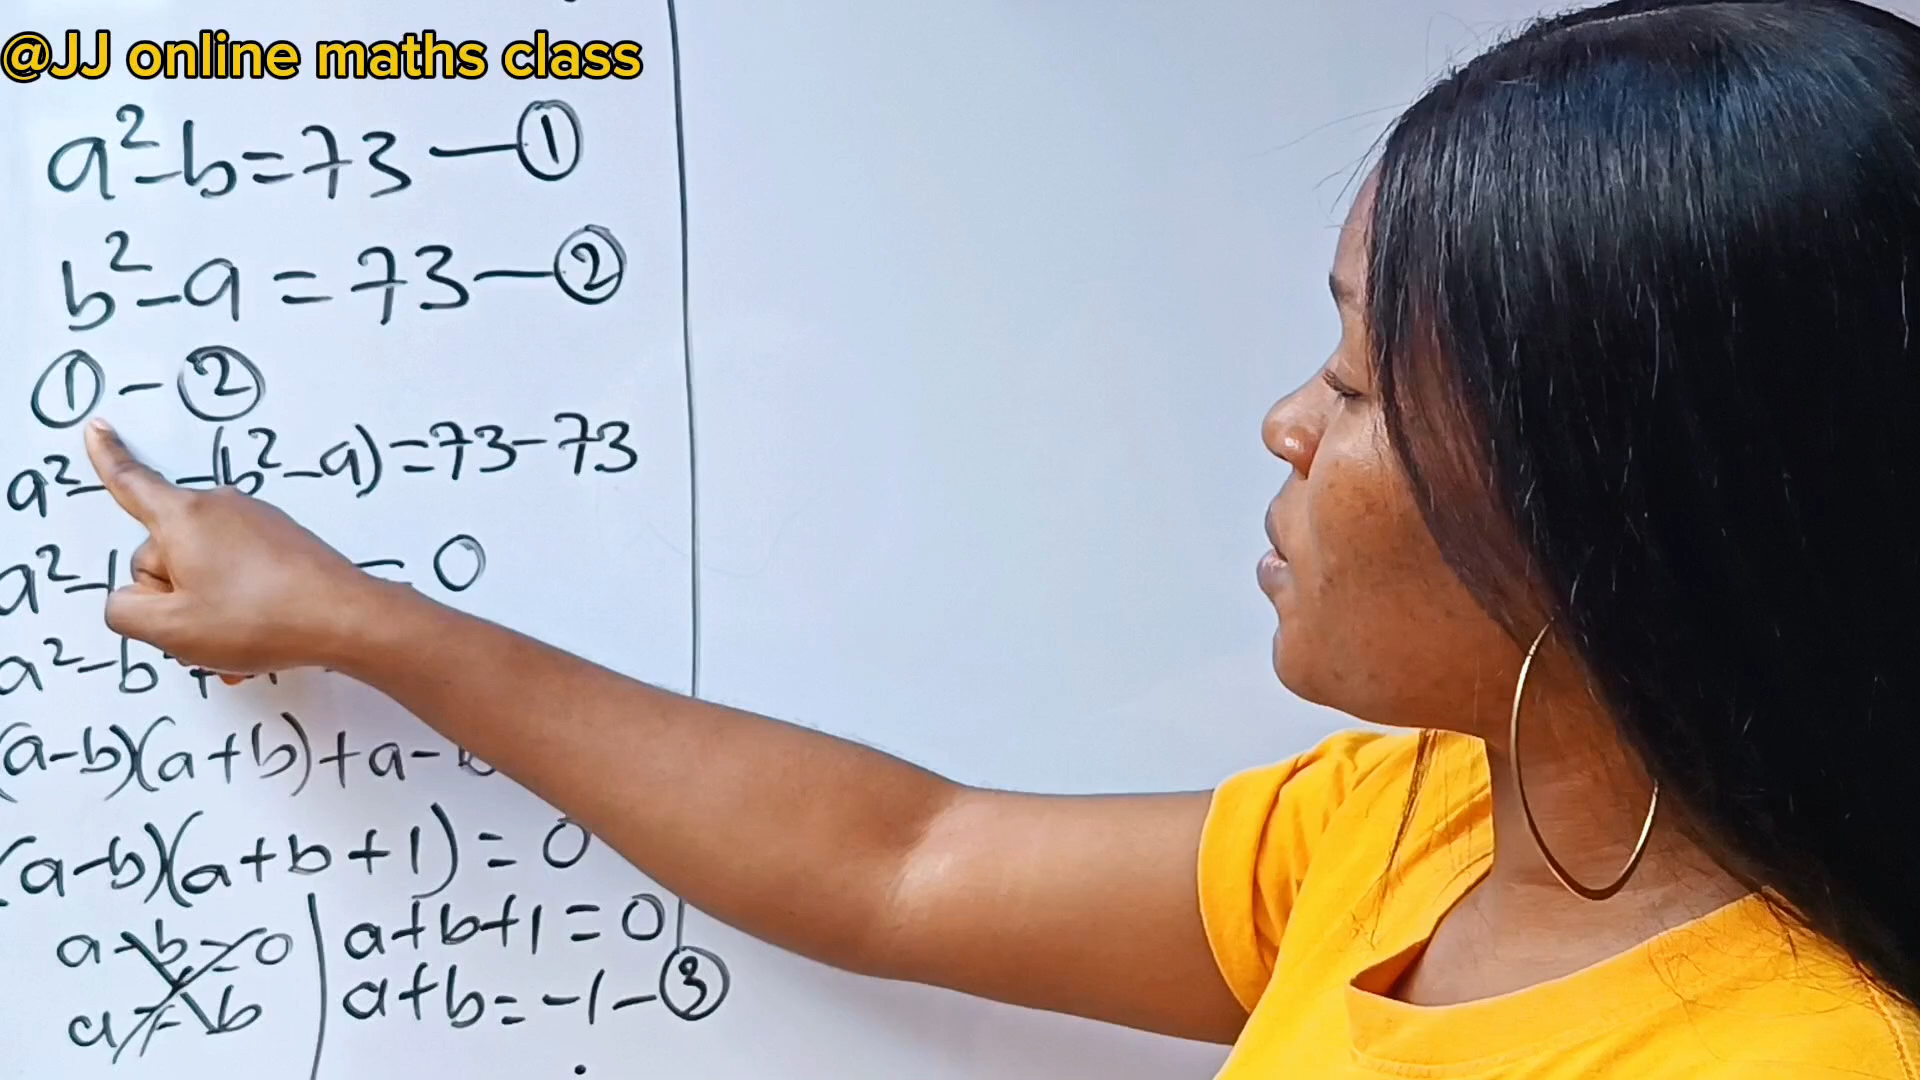 @JJ online maths class
a²-b=73—①
b²-a=73—②
①-②
a²- -(b²-a)=73-73
a²- = 0
a²-b²+
(a-b)(a+b)+a-
(a-b)(a+b+1)=0
a-b=0
a=b
a+b+1=0
a+b=-1-③